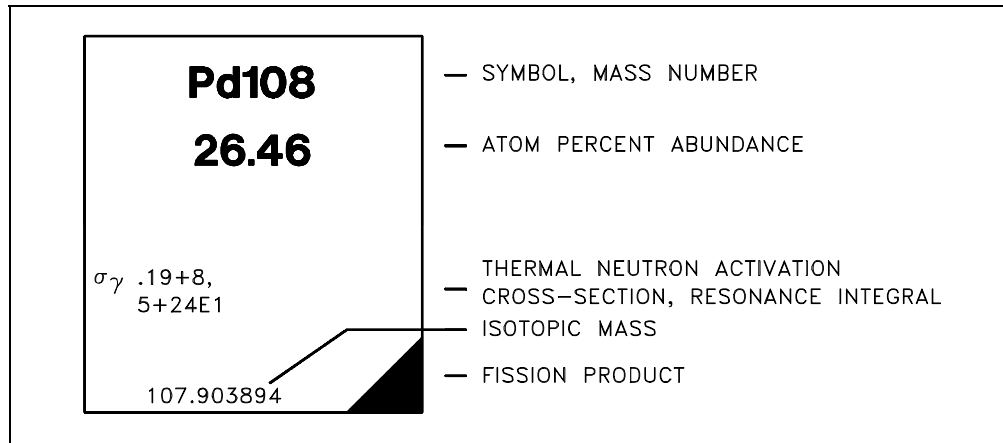 Pd108
26.46
σγ .19+8,
5+24E1
107.903894
SYMBOL, MASS NUMBER
ATOM PERCENT ABUNDANCE
THERMAL NEUTRON ACTIVATION
CROSS-SECTION, RESONANCE INTEGRAL
ISOTOPIC MASS
FISSION PRODUCT